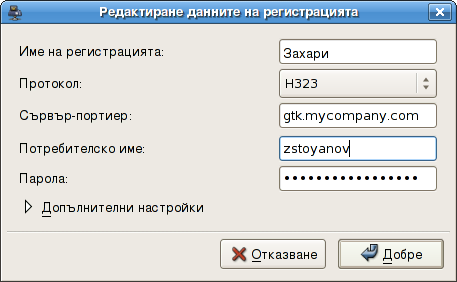 Редактиране данните на регистрацията
Име на регистрацията: Захари
Протокол: H323
Сървър-портиер: gtk.mycompany.com
Потребителско име: zstoyanov
Парола: •••••••••••••••••
Допълнителни настройки
Отказване Добре